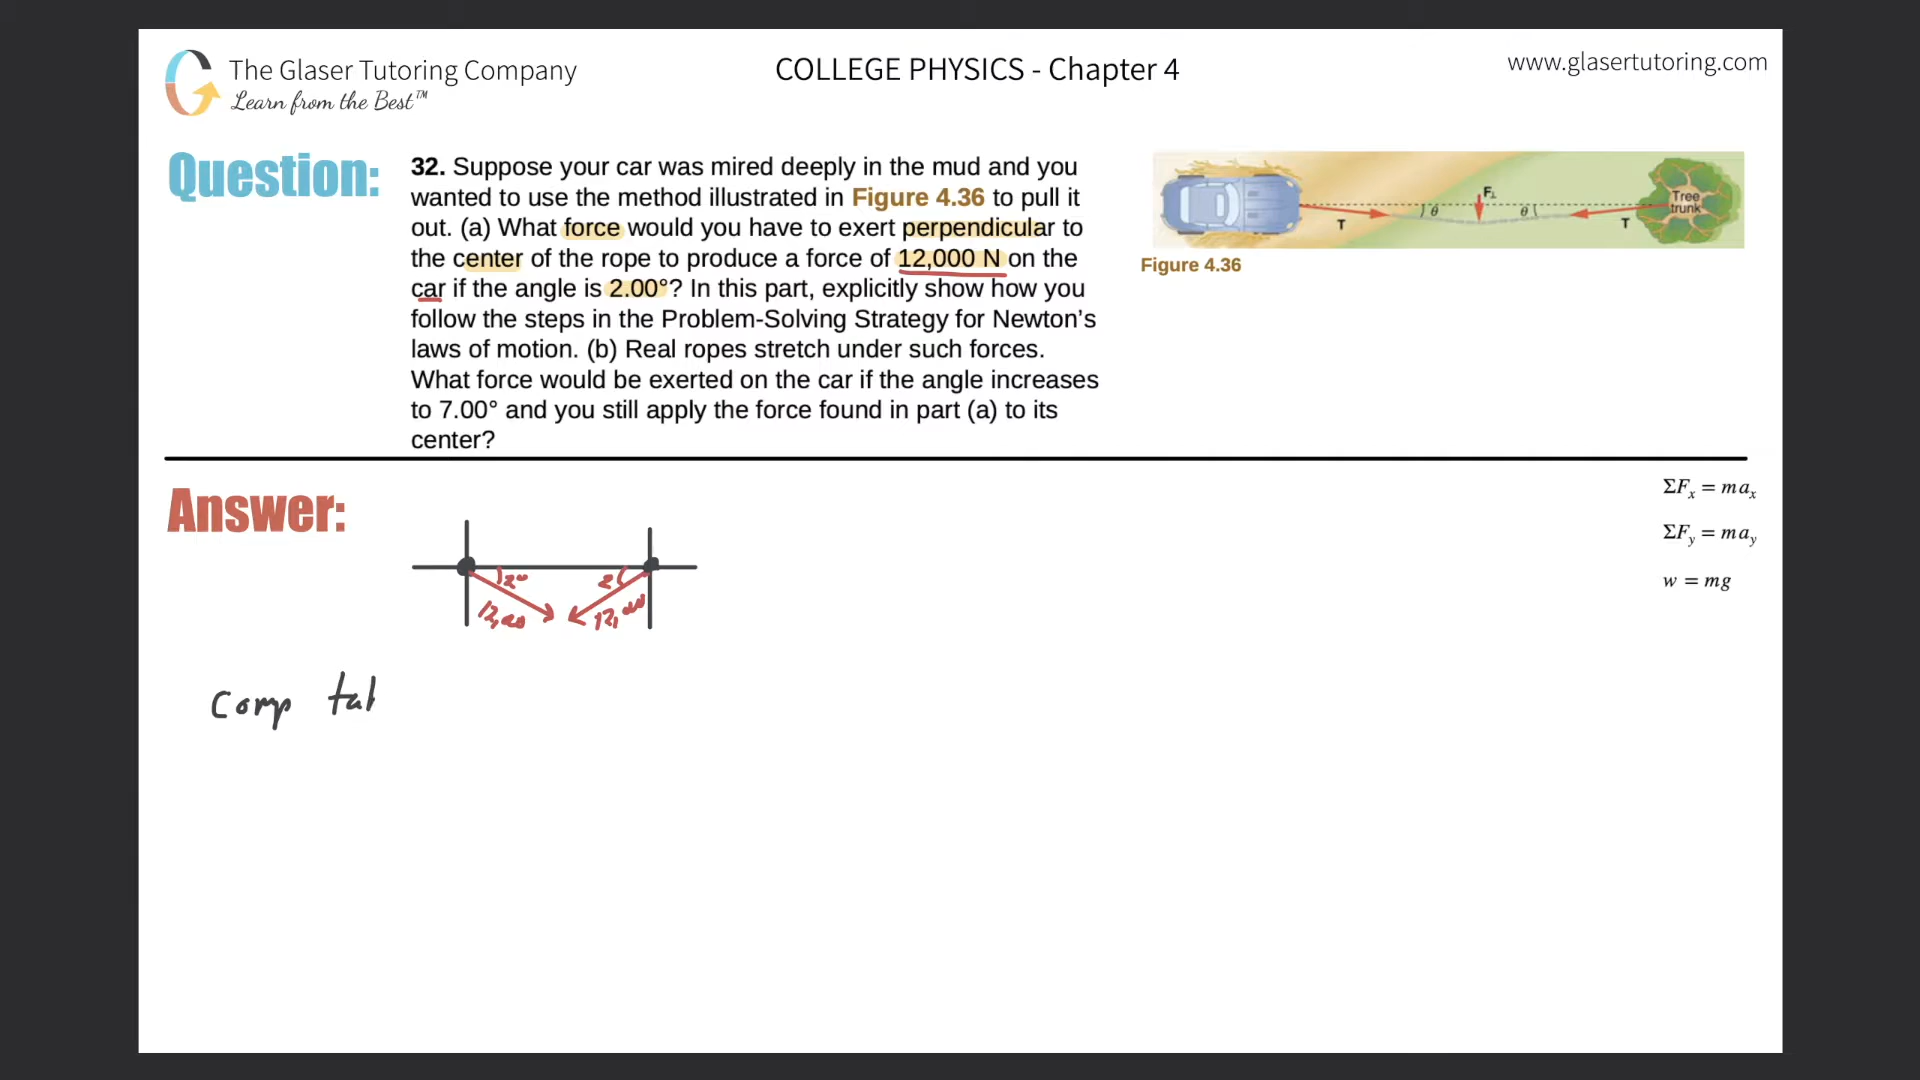 The Glaser Tutoring Company
Learn from the Best™
COLLEGE PHYSICS - Chapter 4
www.glasertutoring.com
Question:
32. Suppose your car was mired deeply in the mud and you
wanted to use the method illustrated in Figure 4.36 to pull it
out. (a) What force would you have to exert perpendicular to
the center of the rope to produce a force of 12,000 N on the
car if the angle is 2.00°? In this part, explicitly show how you
follow the steps in the Problem-Solving Strategy for Newton's
laws of motion. (b) Real ropes stretch under such forces.
What force would be exerted on the car if the angle increases
to 7.00° and you still apply the force found in part (a) to its
center?
T
θ
F⊥
θ
T
Tree
trunk
Figure 4.36
Answer:
ΣFx = max
ΣFy = may
w = mg
2°
2
12,000
12,000
Comp tab